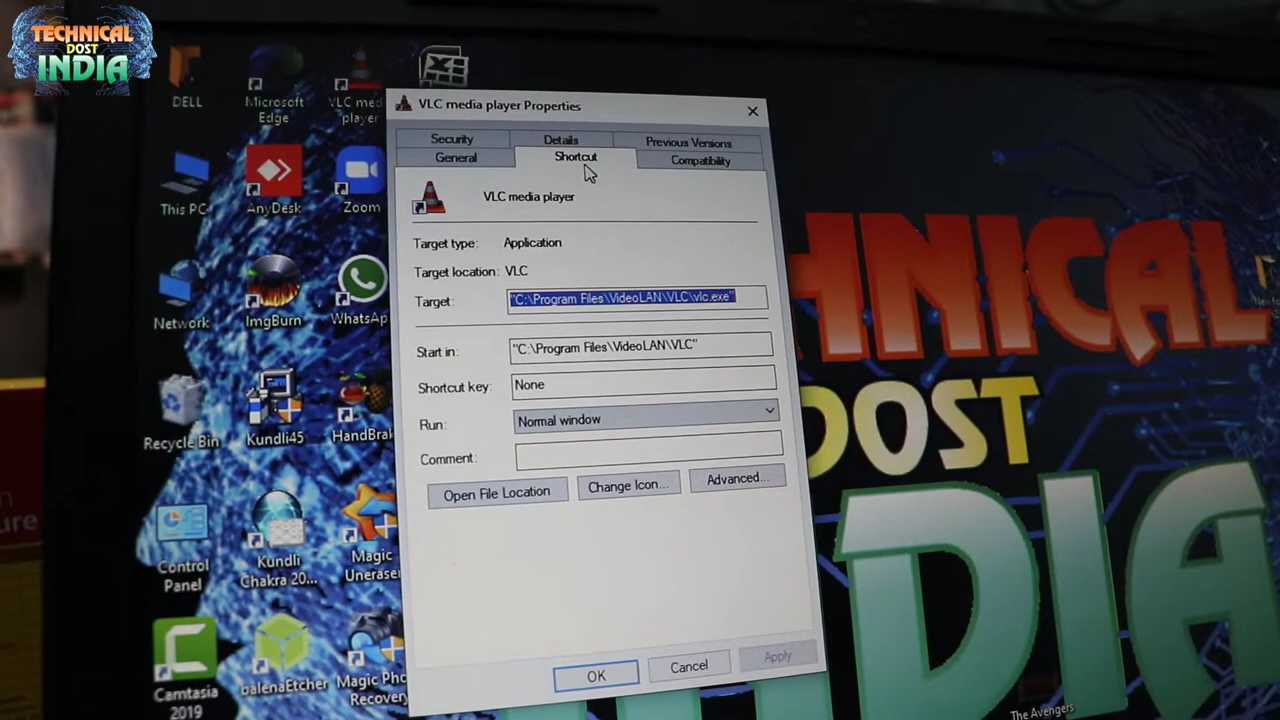 TECHNICAL
DOST
INDIA
DELL
Microsoft
Edge
VLC med
player
This PC
AnyDesk
Zoom
Network
ImgBurn
WhatsAp
Recycle Bin
Kundli45
HandBrak
Control
Panel
Kundli
Chakra 20...
Magic
Uneraser
Camtasia
2019
balenaEtcher
Magic Pho
Recovery
VLC media player Properties
Security
Details
Previous Versions
General
Shortcut
Compatibility
VLC media player
Target type: Application
Target location: VLC
Target: "C:\Program Files\VideoLAN\VLC\vlc.exe"
Start in: "C:\Program Files\VideoLAN\VLC"
Shortcut key: None
Run: Normal window
Comment:
Open File Location
Change Icon...
Advanced...
OK
Cancel
Apply
HNICAL
DOST
DIA
The Avengers
ure